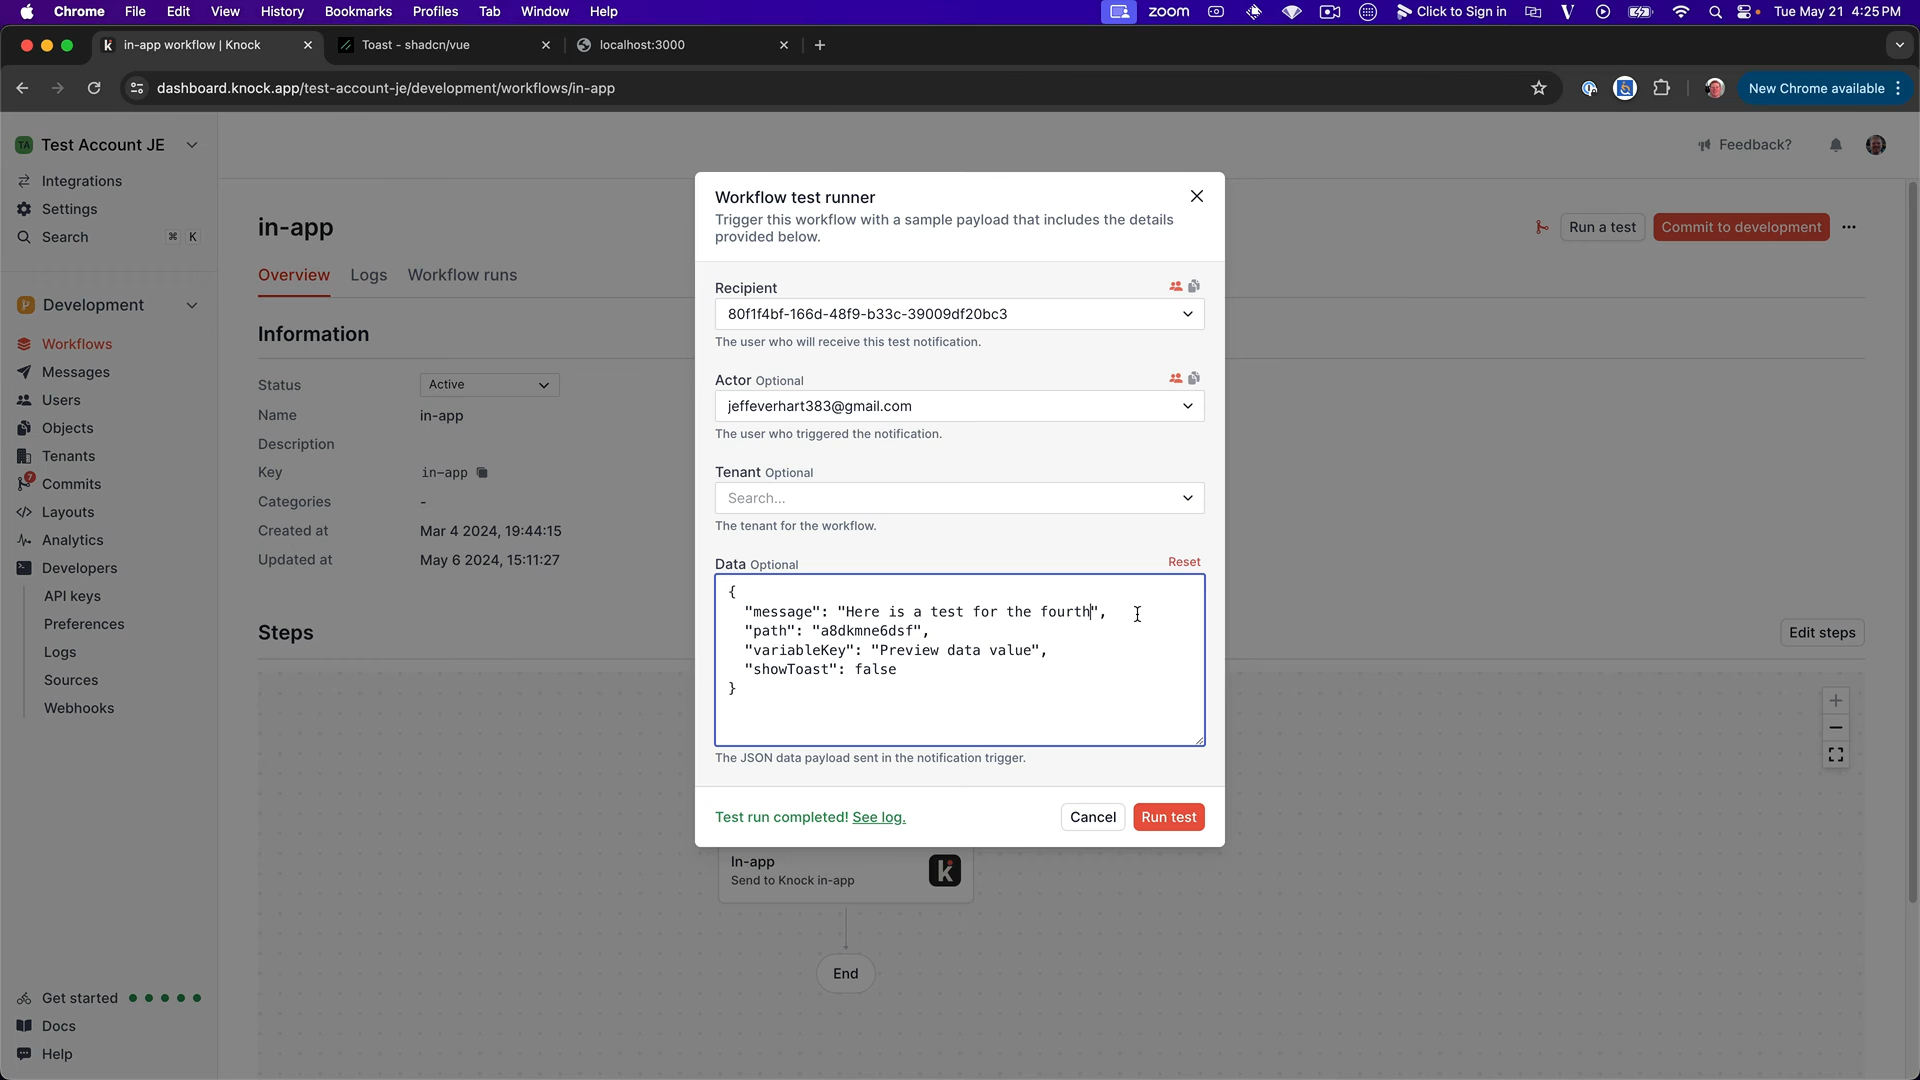 Chrome File Edit View History Bookmarks Profiles Tab Window Help zoom Click to Sign in Tue May 21 4:25 PM
in-app workflow | Knock Toast - shadcn/vue localhost:3000
dashboard.knock.app/test-account-je/development/workflows/in-app New Chrome available
TA Test Account JE
Feedback?
Integrations
Settings
Search ⌘ K
Development
Workflows
Messages
Users
Objects
Tenants
7
Commits
Layouts
Analytics
Developers
API keys
Preferences
Logs
Sources
Webhooks
Get started
Docs
Help
in-app
Run a test Commit to development
Overview Logs Workflow runs
Information
Status Active
Name in-app
Description
Key in-app
Categories -
Created at Mar 4 2024, 19:44:15
Updated at May 6 2024, 15:11:27
Steps
Edit steps
Workflow test runner
Trigger this workflow with a sample payload that includes the details
provided below.
Recipient
80f1f4bf-166d-48f9-b33c-39009df20bc3
The user who will receive this test notification.
Actor Optional
jeffeverhart383@gmail.com
The user who triggered the notification.
Tenant Optional
Search...
The tenant for the workflow.
Data Optional Reset
{
"message": "Here is a test for the fourth",
"path": "a8dkmne6dsf",
"variableKey": "Preview data value",
"showToast": false
}
The JSON data payload sent in the notification trigger.
Test run completed! See log. Cancel Run test
In-app
Send to Knock in-app
k
End